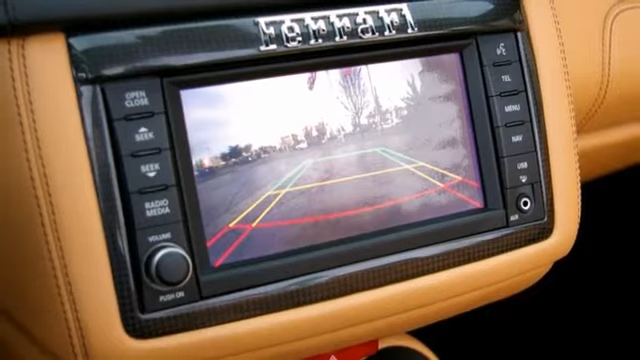 Ferrari
OPEN
CLOSE
SEEK
SEEK
RADIO
MEDIA
VOLUME
PUSH ON
TEL
MENU
NAV
USB
AUX